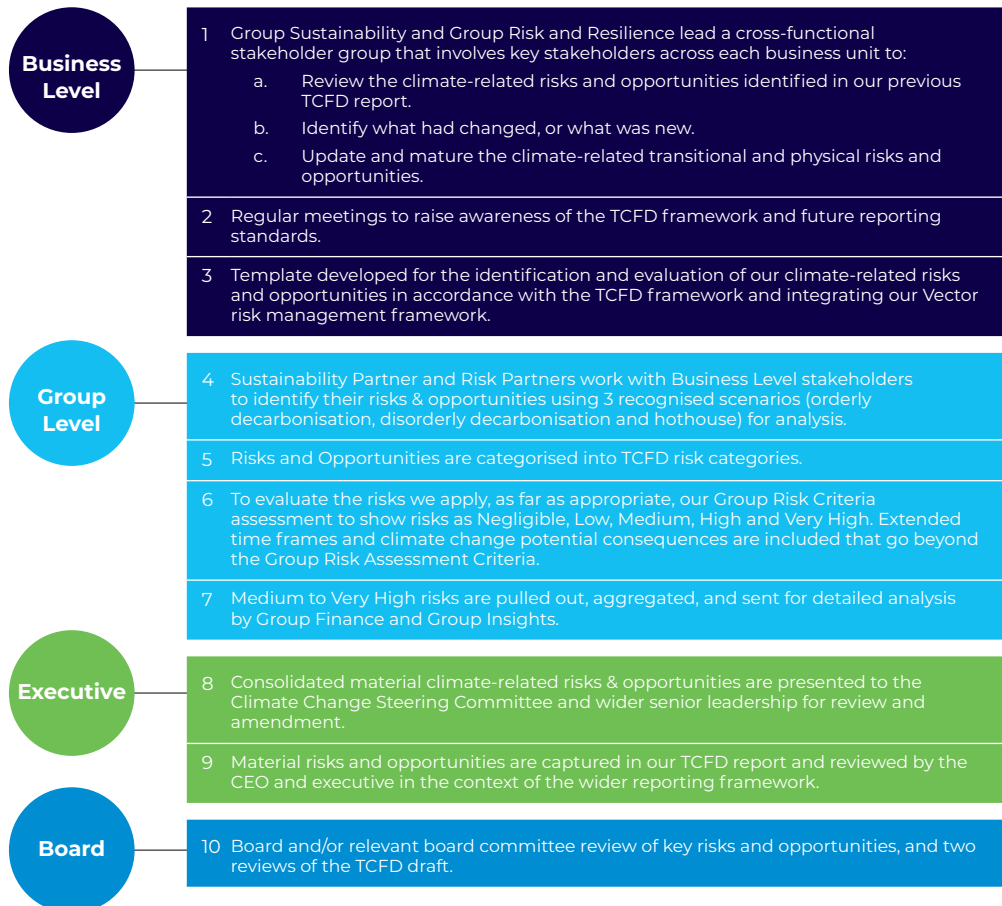 Business
Level
1 Group Sustainability and Group Risk and Resilience lead a cross-functional
stakeholder group that involves key stakeholders across each business unit to:
a. Review the climate-related risks and opportunities identified in our previous
TCFD report.
b. Identify what had changed, or what was new.
c. Update and mature the climate-related transitional and physical risks and
opportunities.
2 Regular meetings to raise awareness of the TCFD framework and future reporting
standards.
3 Template developed for the identification and evaluation of our climate-related risks
and opportunities in accordance with the TCFD framework and integrating our Vector
risk management framework.
Group
Level
4 Sustainability Partner and Risk Partners work with Business Level stakeholders
to identify their risks & opportunities using 3 recognised scenarios (orderly
decarbonisation, disorderly decarbonisation and hothouse) for analysis.
5 Risks and Opportunities are categorised into TCFD risk categories.
6 To evaluate the risks we apply, as far as appropriate, our Group Risk Criteria
assessment to show risks as Negligible, Low, Medium, High and Very High. Extended
time frames and climate change potential consequences are included that go beyond
the Group Risk Assessment Criteria.
7 Medium to Very High risks are pulled out, aggregated, and sent for detailed analysis
by Group Finance and Group Insights.
Executive
8 Consolidated material climate-related risks & opportunities are presented to the
Climate Change Steering Committee and wider senior leadership for review and
amendment.
9 Material risks and opportunities are captured in our TCFD report and reviewed by the
CEO and executive in the context of the wider reporting framework.
Board
10 Board and/or relevant board committee review of key risks and opportunities, and two
reviews of the TCFD draft.